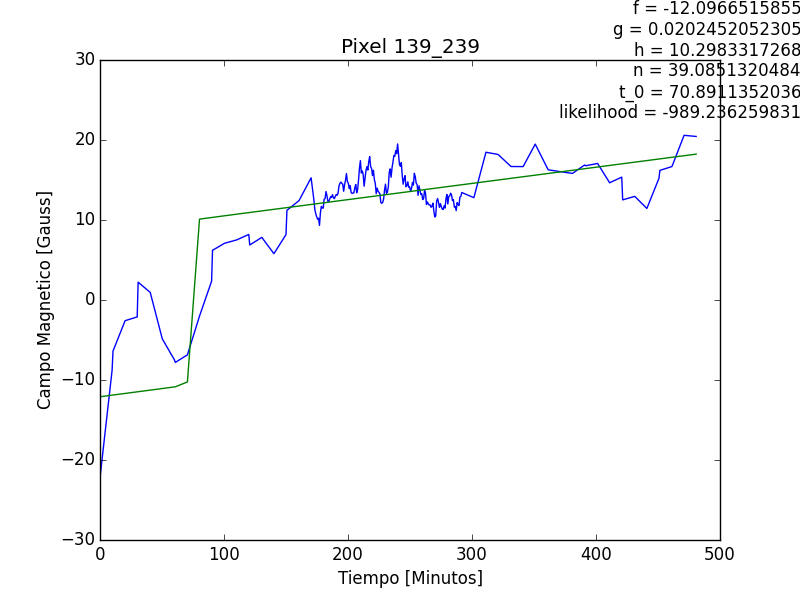 f = -12.0966515855
g = 0.0202452052305
h = 10.2983317268
n = 39.0851320484
t_0 = 70.8911352036
likelihood = -989.236259831
Pixel 139_239
30
20
10
0
−10
−20
−30
Campo Magnetico [Gauss]
0 100 200 300 400 500
Tiempo [Minutos]